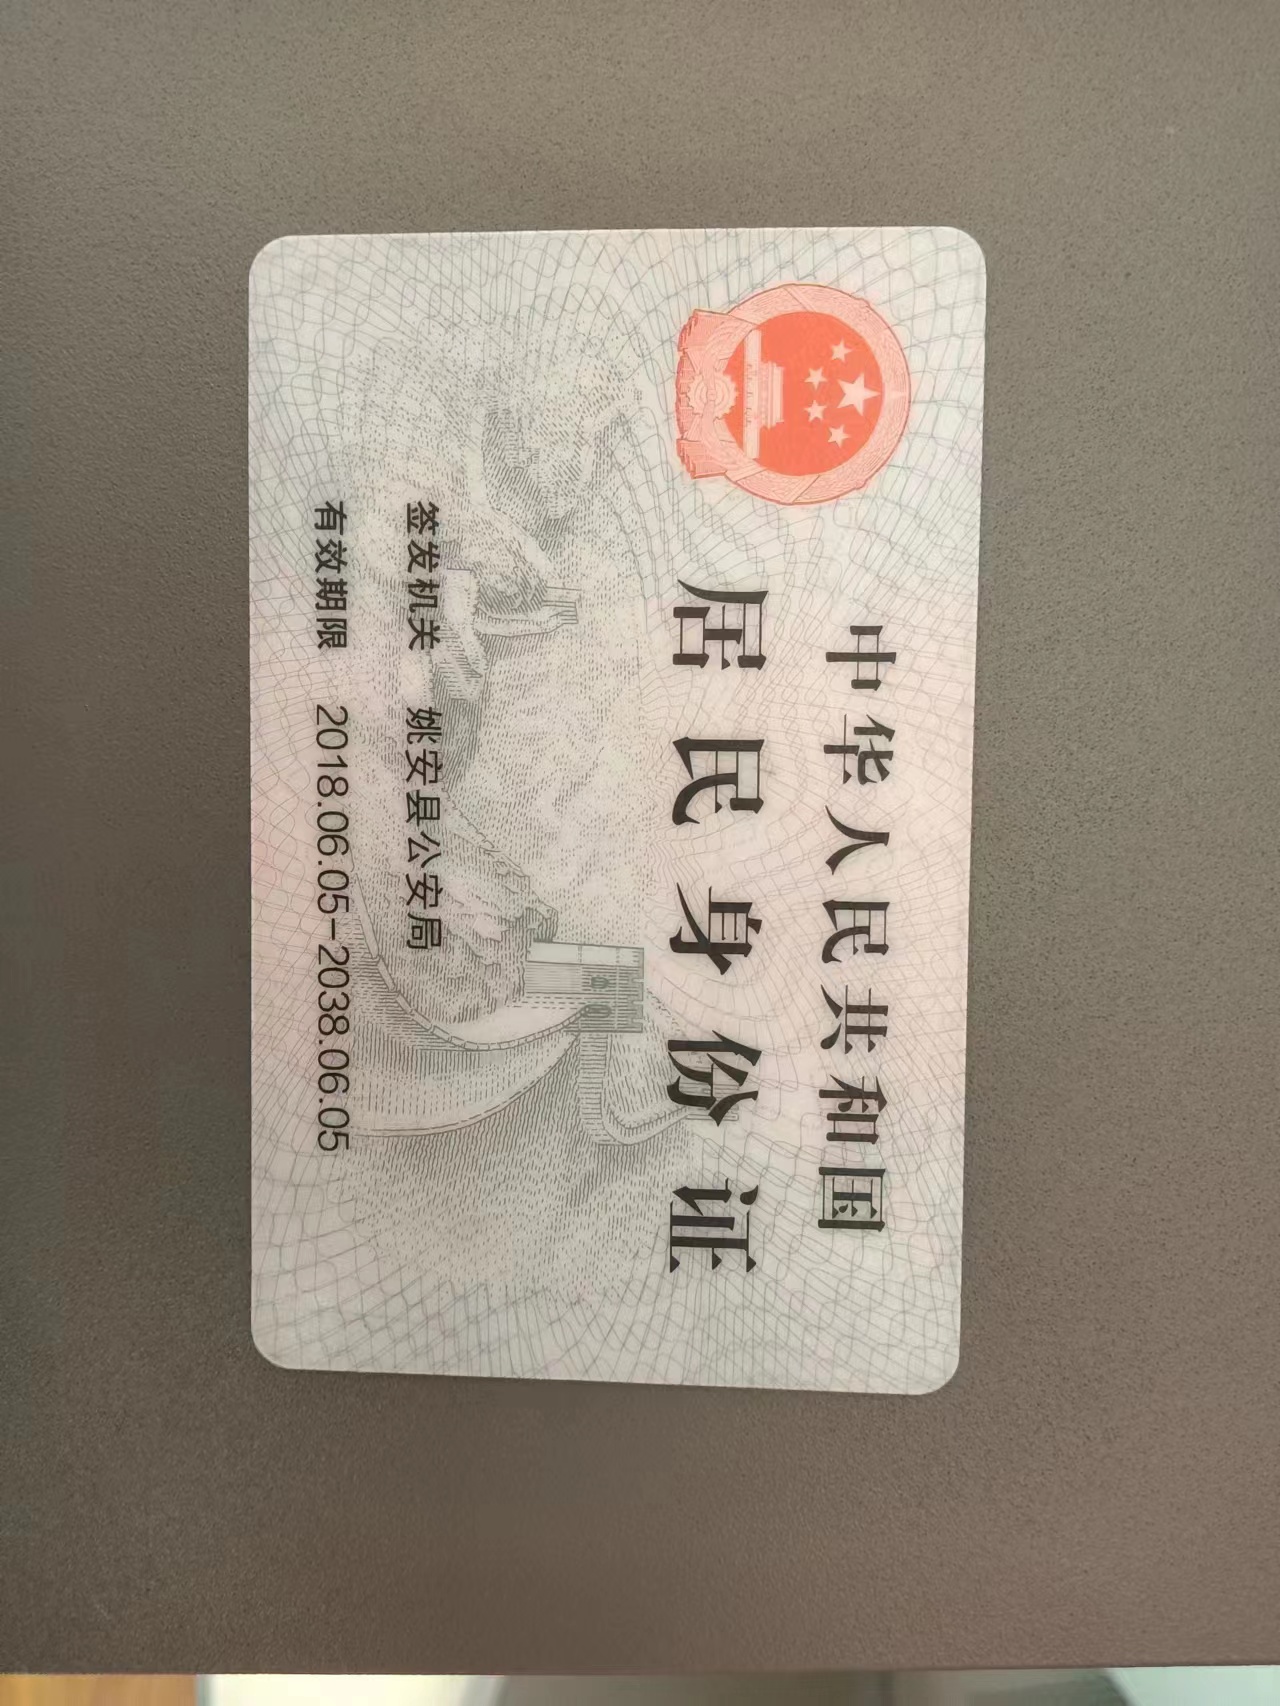 中华人民共和国
居民身份证
签发机关 姚安县公安局
有效期限 2018.06.05-2038.06.05